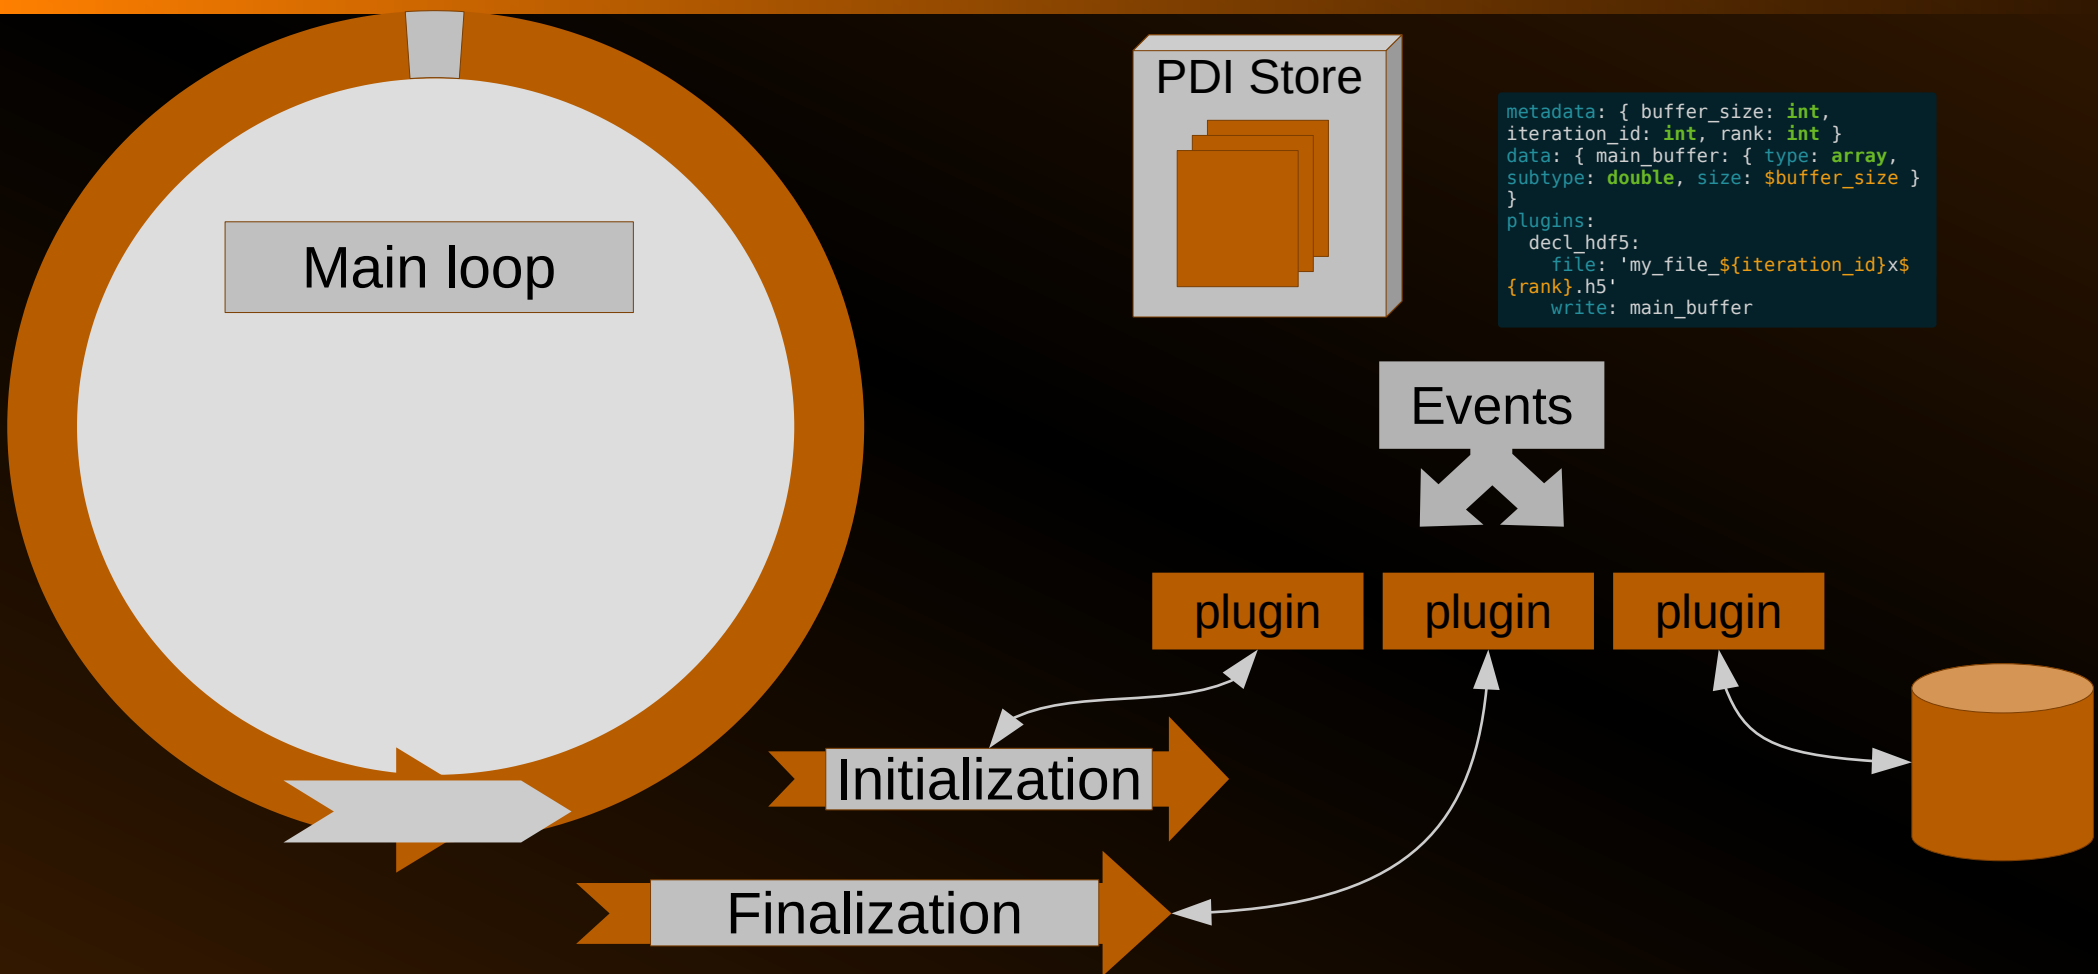 PDI Store
metadata: { buffer_size: int,
iteration_id: int, rank: int }
data: { main_buffer: { type: array,
subtype: double, size: $buffer_size }
}
plugins:
  decl_hdf5:
    file: 'my_file_${iteration_id}x$
{rank}.h5'
    write: main_buffer
Main loop
Events
plugin
plugin
plugin
Initialization
Finalization